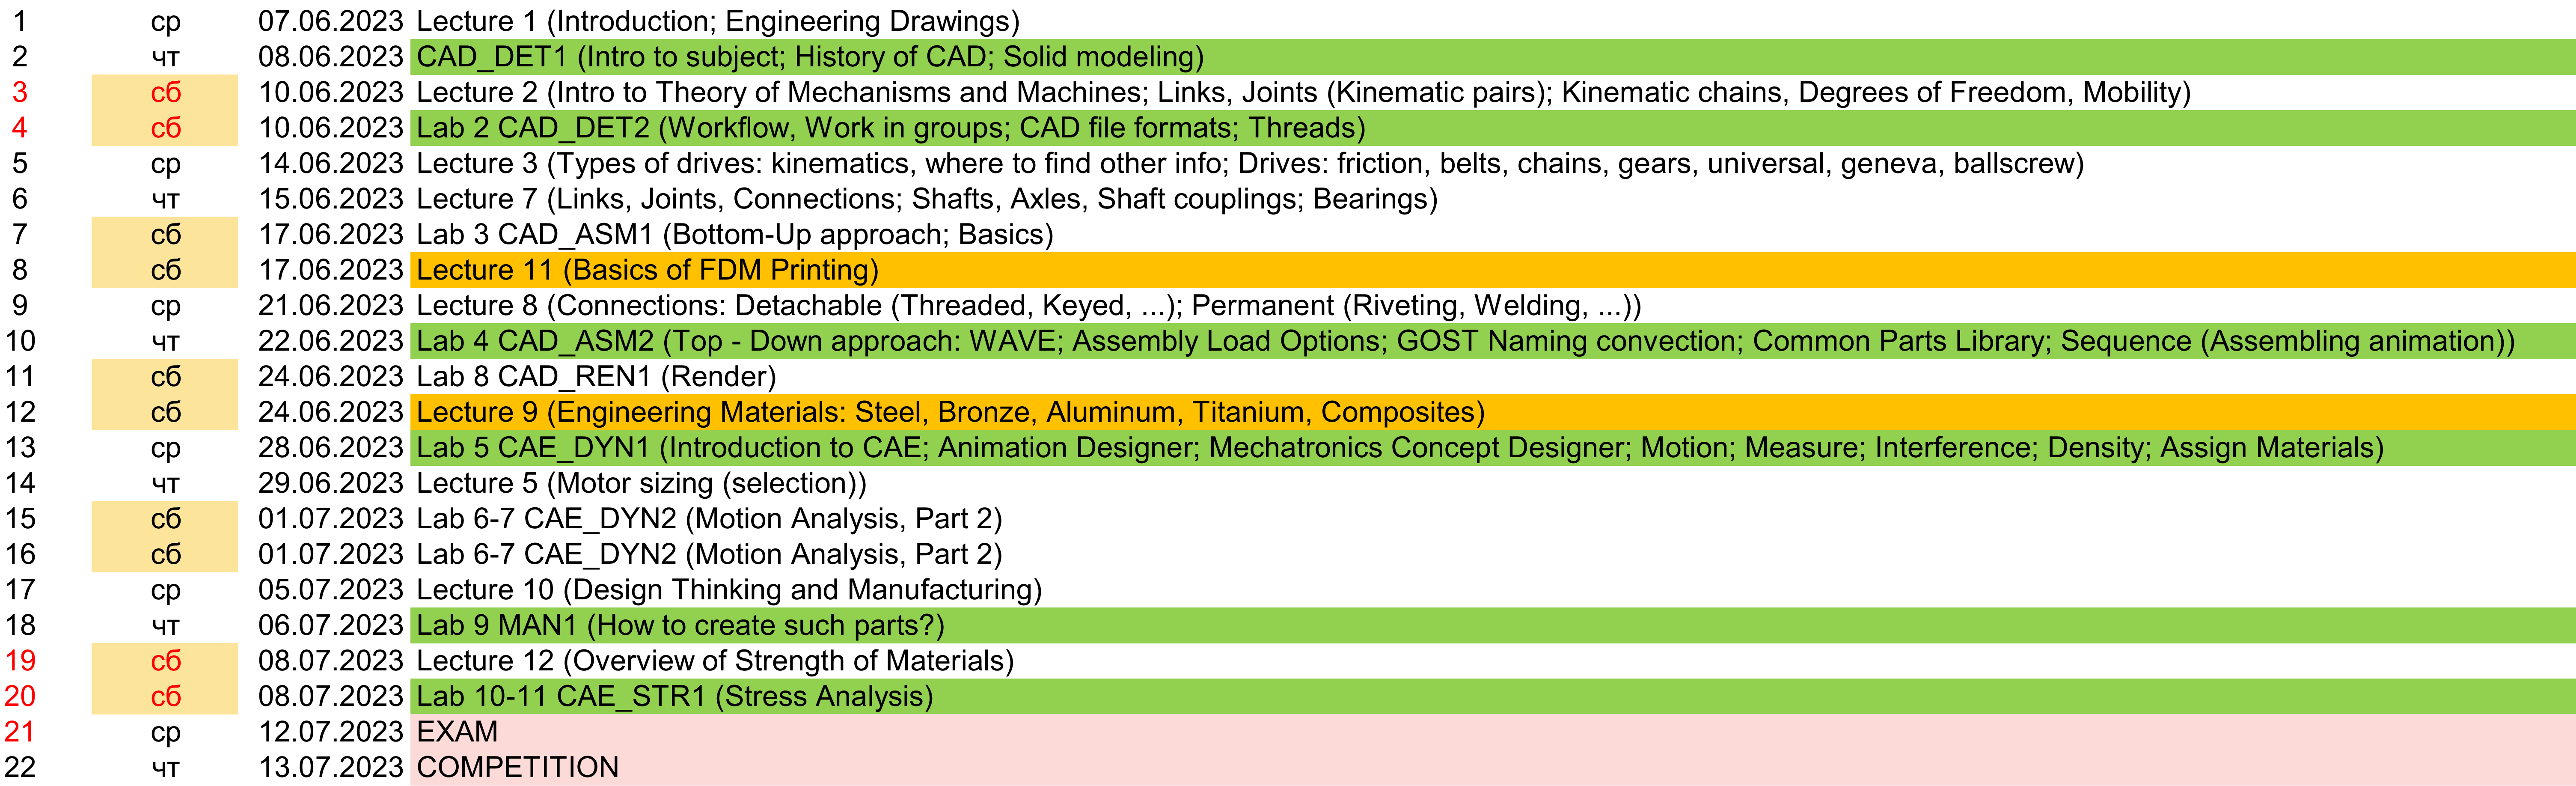 1 ср 07.06.2023 Lecture 1 (Introduction; Engineering Drawings)
2 чт 08.06.2023 CAD_DET1 (Intro to subject; History of CAD; Solid modeling)
3 сб 10.06.2023 Lecture 2 (Intro to Theory of Mechanisms and Machines; Links, Joints (Kinematic pairs); Kinematic chains, Degrees of Freedom, Mobility)
4 сб 10.06.2023 Lab 2 CAD_DET2 (Workflow, Work in groups; CAD file formats; Threads)
5 ср 14.06.2023 Lecture 3 (Types of drives: kinematics, where to find other info; Drives: friction, belts, chains, gears, universal, geneva, ballscrew)
6 чт 15.06.2023 Lecture 7 (Links, Joints, Connections; Shafts, Axles, Shaft couplings; Bearings)
7 сб 17.06.2023 Lab 3 CAD_ASM1 (Bottom-Up approach; Basics)
8 сб 17.06.2023 Lecture 11 (Basics of FDM Printing)
9 ср 21.06.2023 Lecture 8 (Connections: Detachable (Threaded, Keyed, ...); Permanent (Riveting, Welding, ...))
10 чт 22.06.2023 Lab 4 CAD_ASM2 (Top - Down approach: WAVE; Assembly Load Options; GOST Naming convection; Common Parts Library; Sequence (Assembling animation))
11 сб 24.06.2023 Lab 8 CAD_REN1 (Render)
12 сб 24.06.2023 Lecture 9 (Engineering Materials: Steel, Bronze, Aluminum, Titanium, Composites)
13 ср 28.06.2023 Lab 5 CAE_DYN1 (Introduction to CAE; Animation Designer; Mechatronics Concept Designer; Motion; Measure; Interference; Density; Assign Materials)
14 чт 29.06.2023 Lecture 5 (Motor sizing (selection))
15 сб 01.07.2023 Lab 6-7 CAE_DYN2 (Motion Analysis, Part 2)
16 сб 01.07.2023 Lab 6-7 CAE_DYN2 (Motion Analysis, Part 2)
17 ср 05.07.2023 Lecture 10 (Design Thinking and Manufacturing)
18 чт 06.07.2023 Lab 9 MAN1 (How to create such parts?)
19 сб 08.07.2023 Lecture 12 (Overview of Strength of Materials)
20 сб 08.07.2023 Lab 10-11 CAE_STR1 (Stress Analysis)
21 ср 12.07.2023 EXAM
22 чт 13.07.2023 COMPETITION